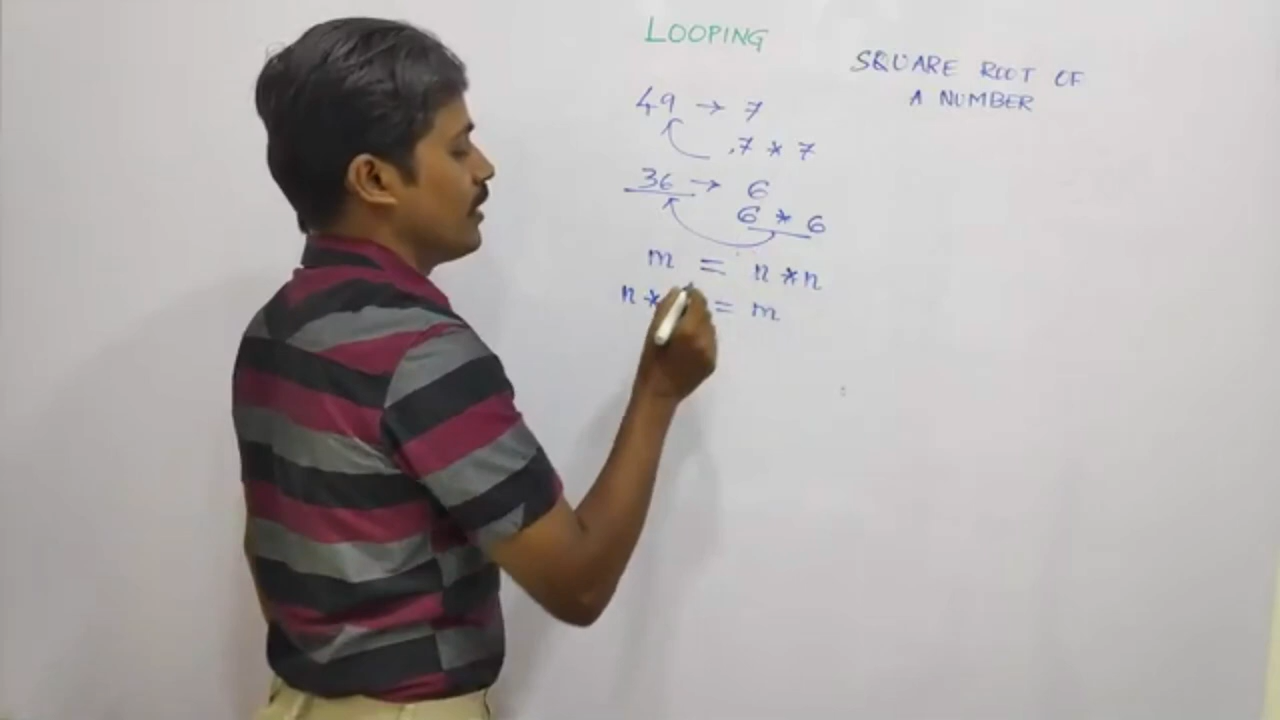 LOOPING
SQUARE ROOT OF
A NUMBER
49 → 7
7 * 7
36 → 6
6 * 6
m = n * n
n * = m